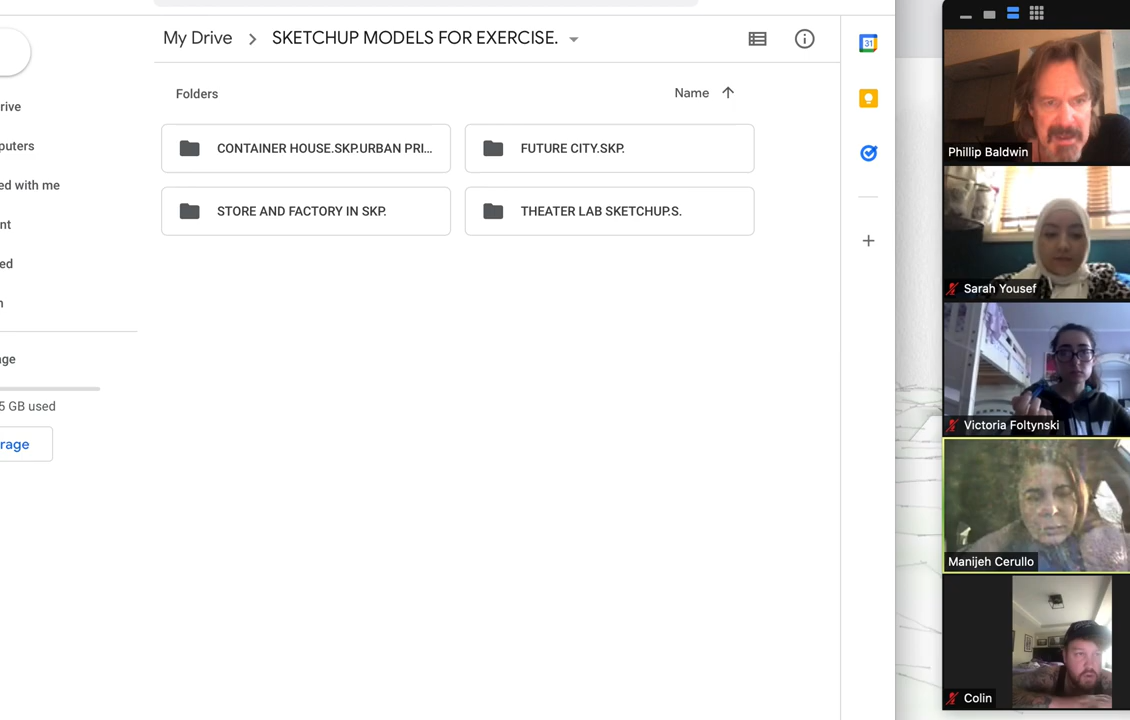 My Drive > SKETCHUP MODELS FOR EXERCISE.
Folders
Name
CONTAINER HOUSE.SKP.URBAN PRI...
FUTURE CITY.SKP.
STORE AND FACTORY IN SKP.
THEATER LAB SKETCHUP.S.
rive
puters
ed with me
nt
ed
n
age
5 GB used
rage
31
Phillip Baldwin
Sarah Yousef
Victoria Foltynski
Manijeh Cerullo
Colin